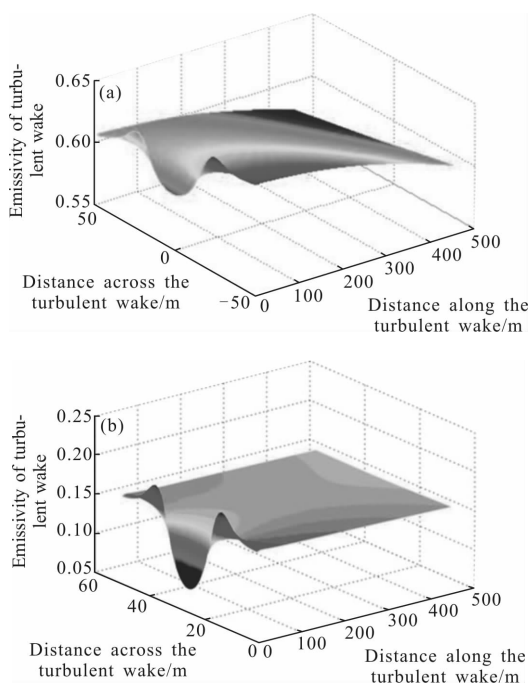 0.65
(a)
Emissivity of turbu-
lent wake
0.60
0.55
50
0
-50
Distance across the
turbulent wake/m
0
100
200
300
400
500
Distance along the
turbulent wake/m
0.25
(b)
0.20
Emissivity of turbu-
lent wake
0.15
0.10
0.05
60
40
20
0
Distance across the
turbulent wake/m
0
100
200
300
400
500
Distance along the
turbulent wake/m